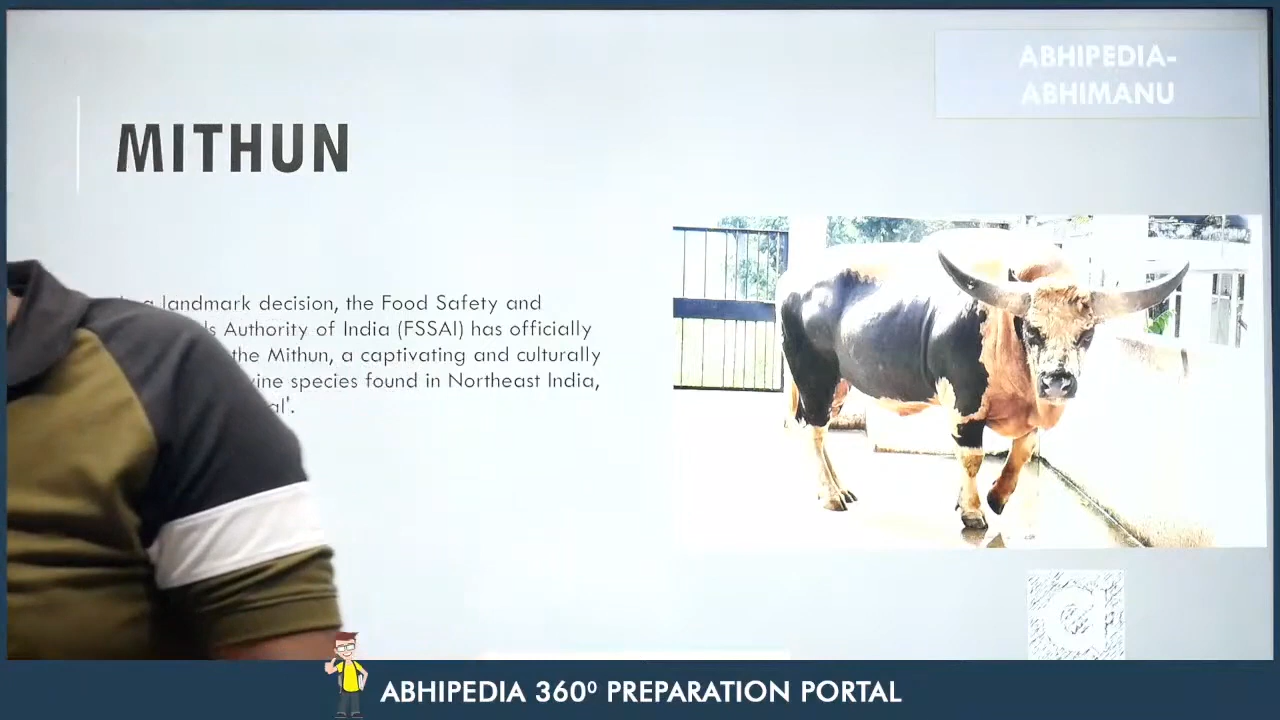 ABHIPEDIA-
ABHIMANU
MITHUN
a landmark decision, the Food Safety and
Authority of India (FSSAI) has officially
the Mithun, a captivating and culturally
species found in Northeast India,
ABHIPEDIA 360⁰ PREPARATION PORTAL